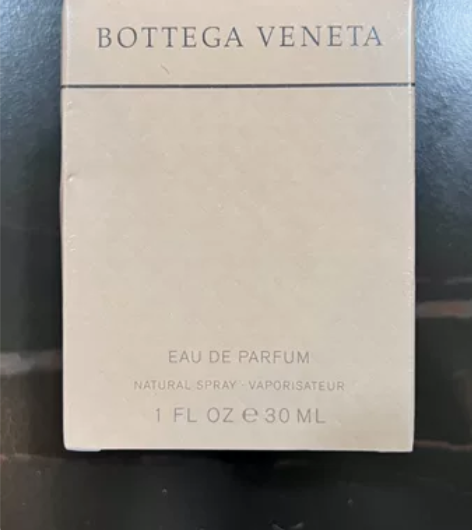 BOTTEGA VENETA
EAU DE PARFUM
NATURAL SPRAY · VAPORISATEUR
1 FL OZ ℮ 30 ML